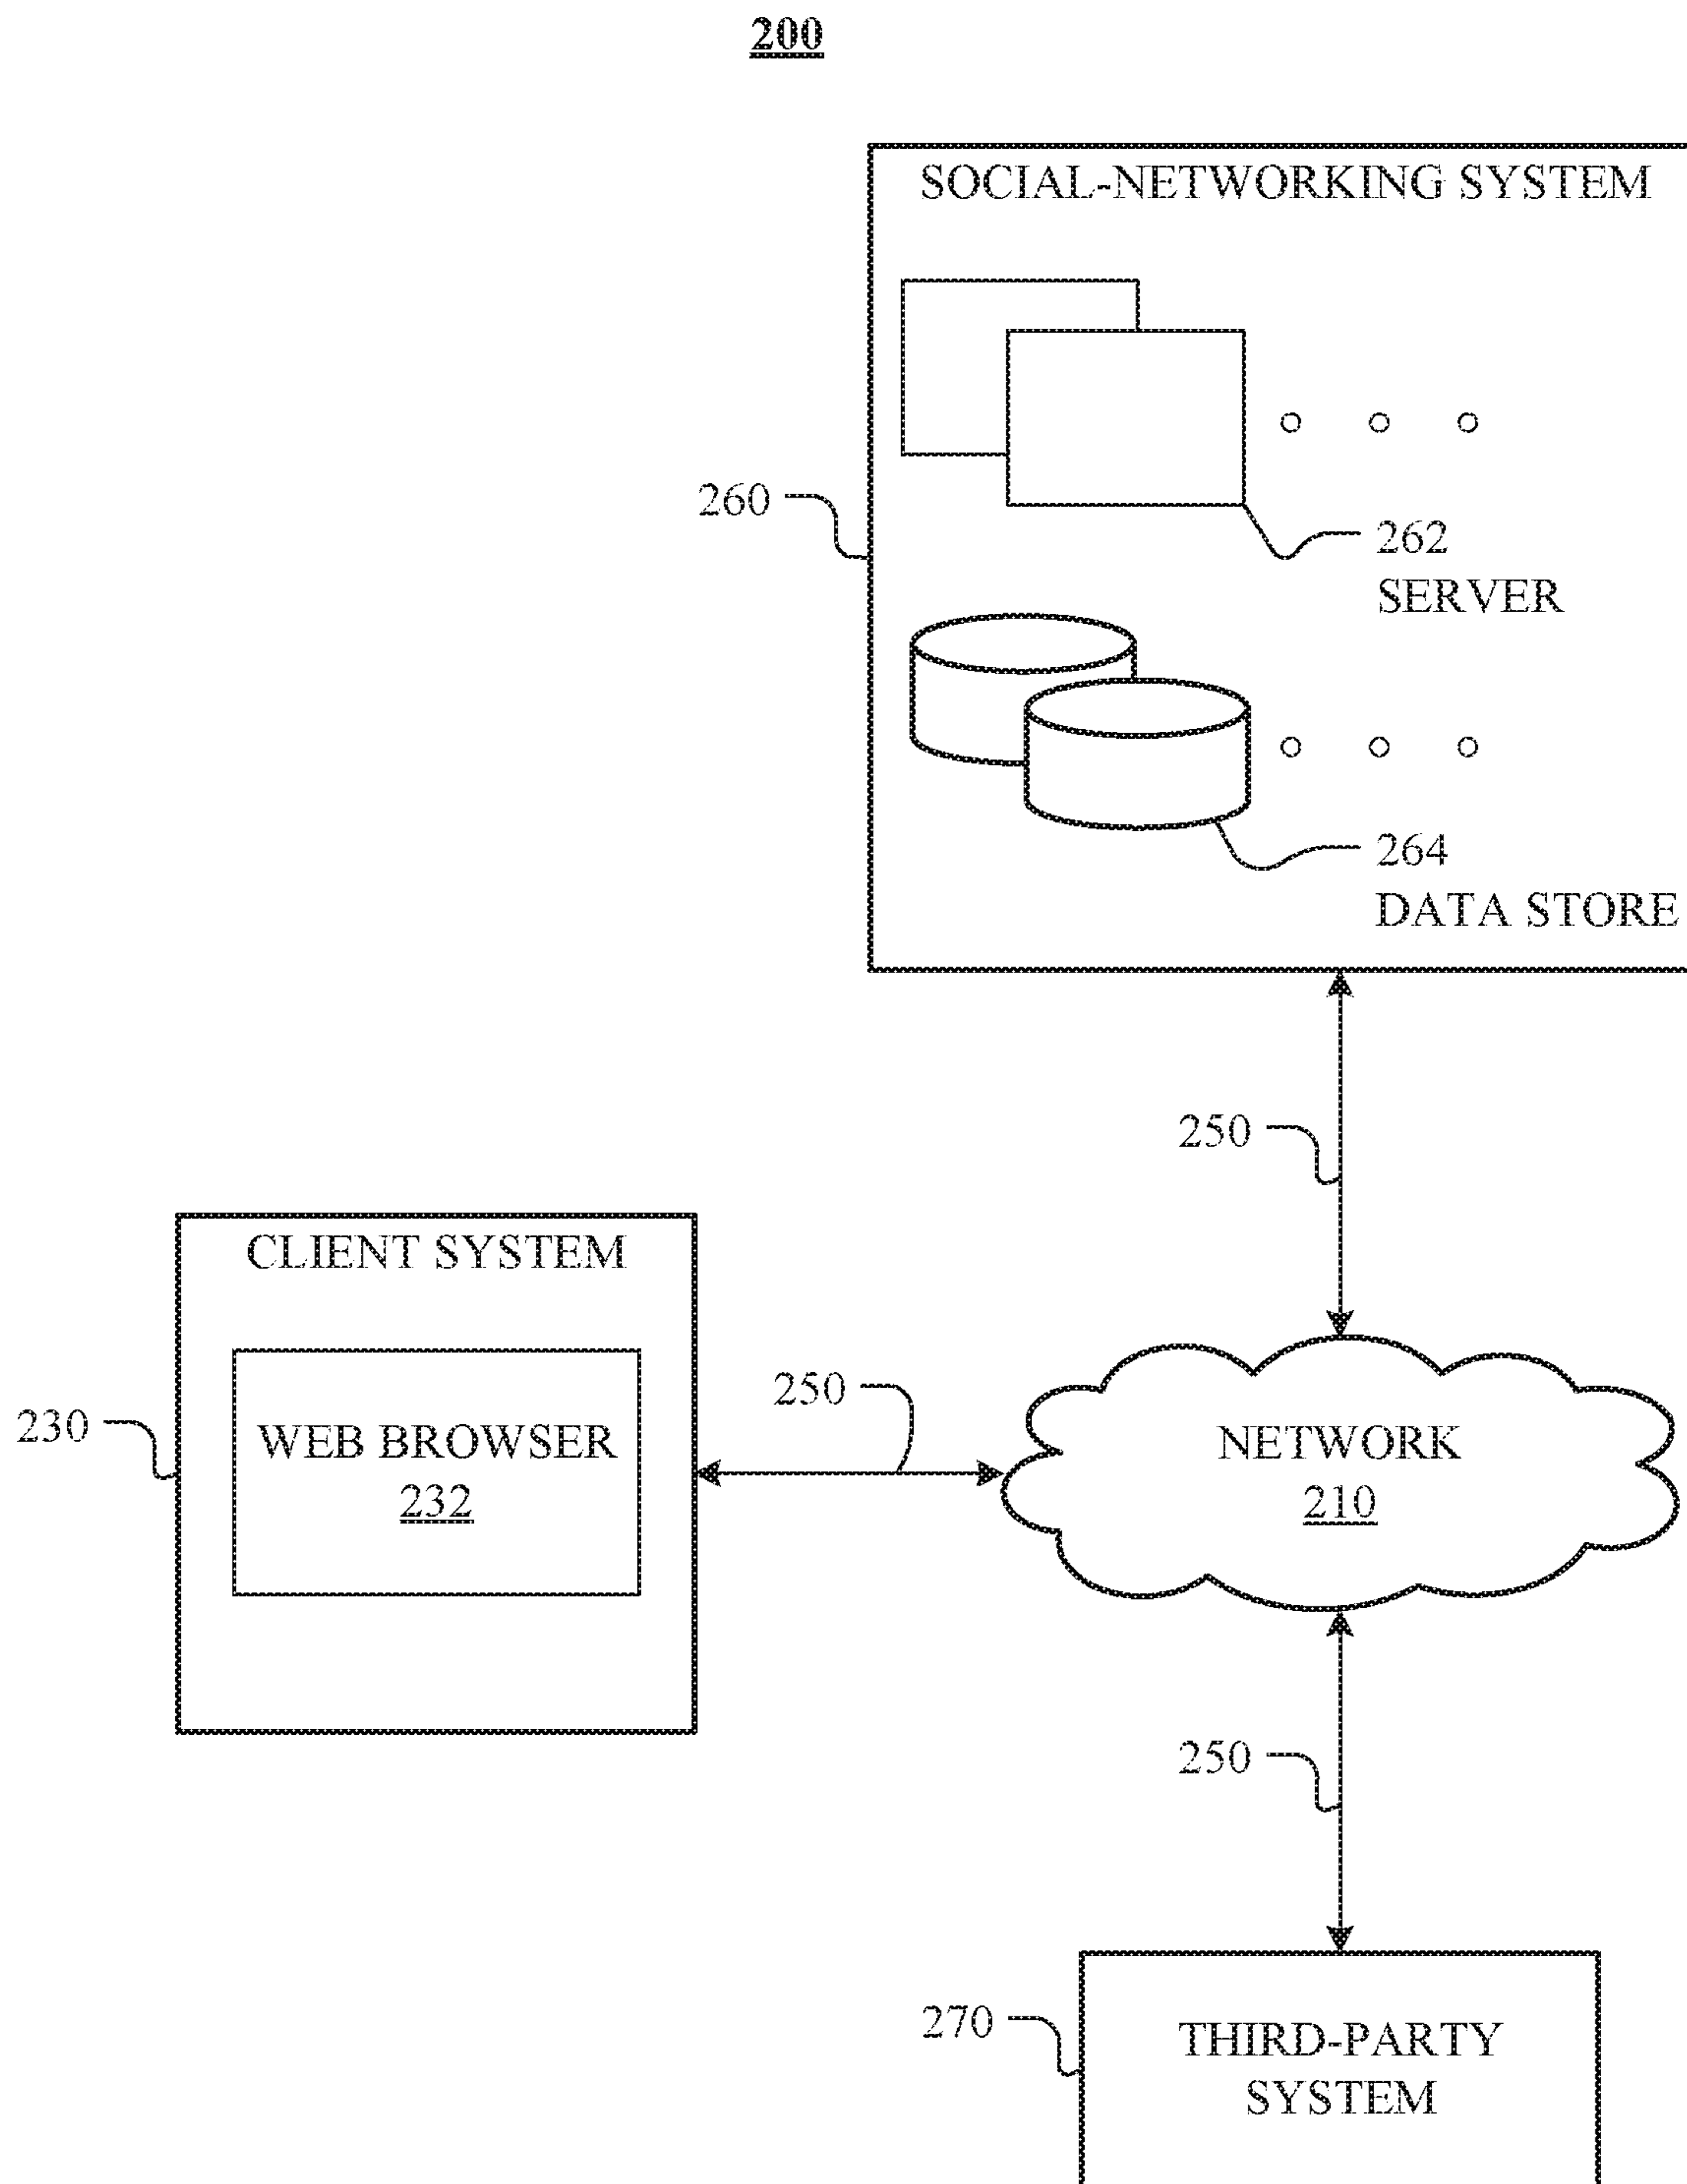 200
SOCIAL-NETWORKING SYSTEM
260
262
SERVER
264
DATA STORE
250
CLIENT SYSTEM
230
WEB BROWSER
232
250
NETWORK
210
250
270
THIRD-PARTY
SYSTEM